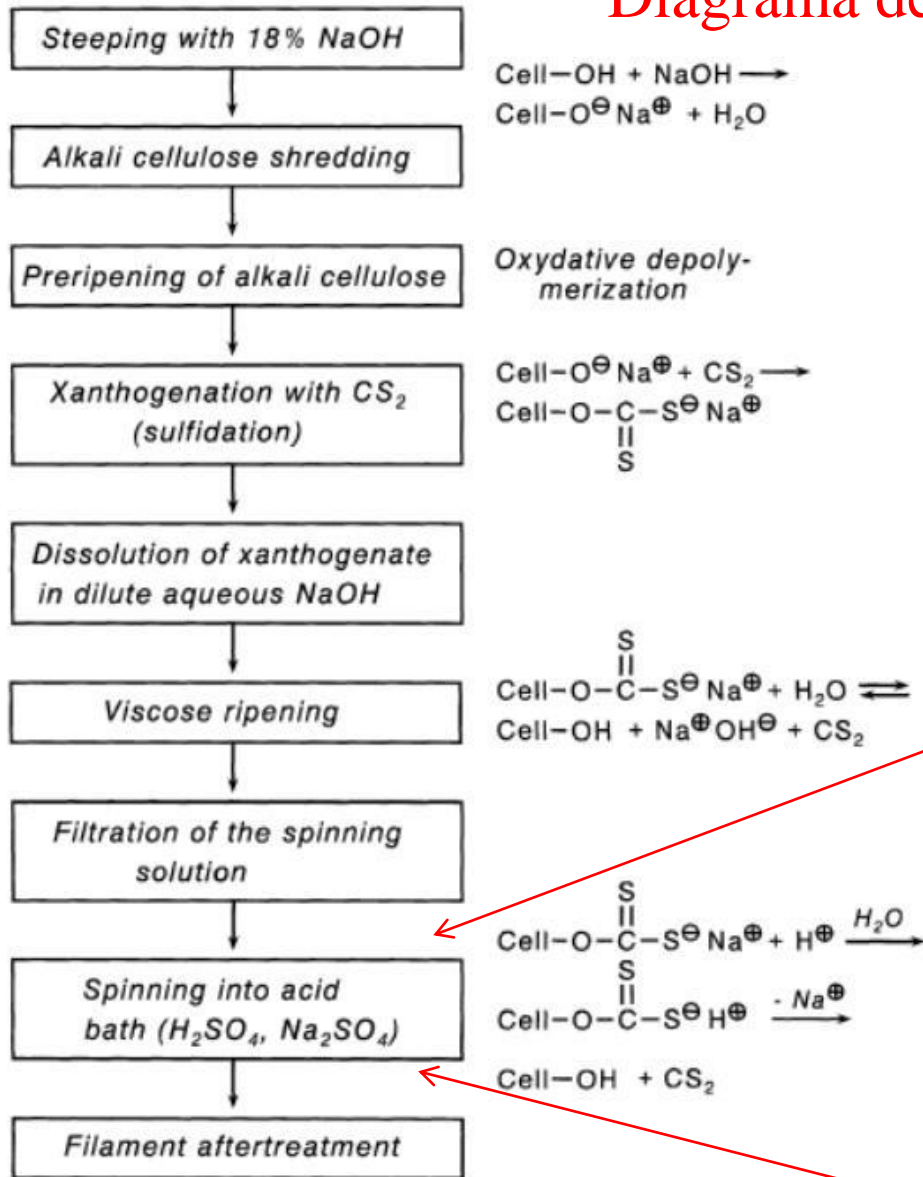 Diagrama de
Steeping with 18% NaOH
Cell–OH + NaOH ⟶
Cell–O⊖ Na⊕ + H₂O
Alkali cellulose shredding
Preripening of alkali cellulose
Oxydative depoly-
merization
Xanthogenation with CS₂
(sulfidation)
Cell–O⊖ Na⊕ + CS₂ ⟶
Cell–O–C–S⊖ Na⊕
||
S
Dissolution of xanthogenate
in dilute aqueous NaOH
Viscose ripening
S
||
Cell–O–C–S⊖ Na⊕ + H₂O ⇌
Cell–OH + Na⊕ OH⊖ + CS₂
Filtration of the spinning
solution
Spinning into acid
bath (H₂SO₄, Na₂SO₄)
S
||
Cell–O–C–S⊖ Na⊕ + H⊕ H₂O ⟶
S
||
Cell–O–C–S⊖ H⊕ - Na⊕ ⟶
Cell–OH + CS₂
Filament aftertreatment